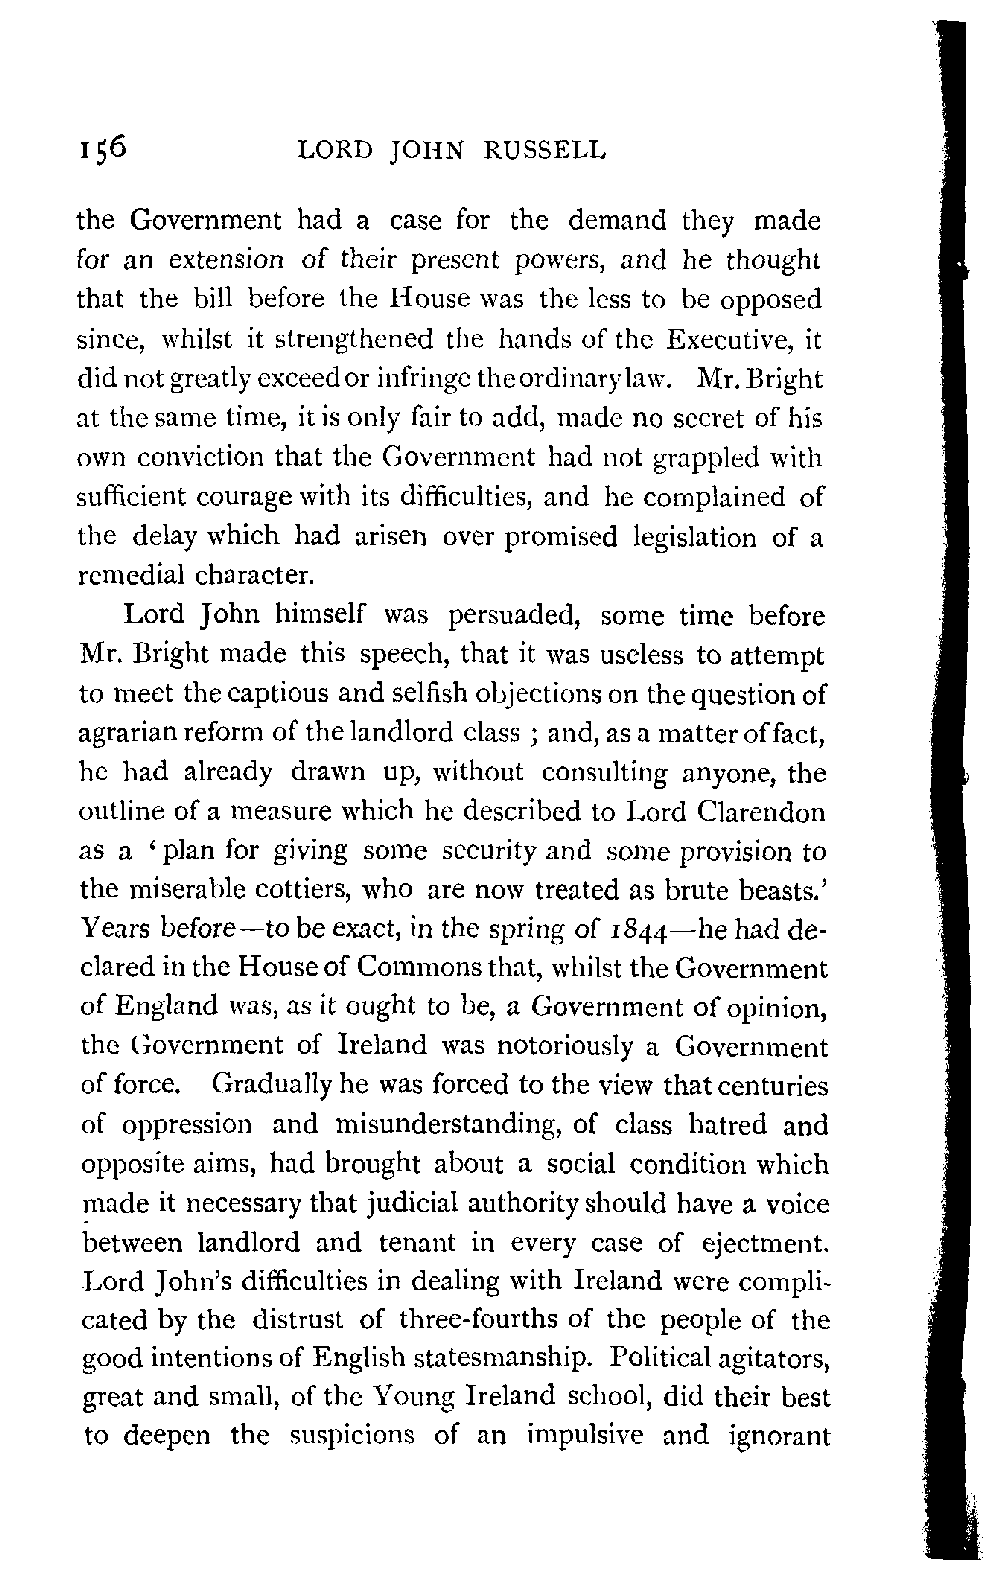 156 LORD JOHN RUSSELL
the Government had a case for the demand they made
for an extension of their present powers, and he thought
that the bill before the House was the less to be opposed
since, whilst it strengthened the hands of the Executive, it
did not greatly exceed or infringe the ordinary law. Mr. Bright
at the same time, it is only fair to add, made no secret of his
own conviction that the Government had not grappled with
sufficient courage with its difficulties, and he complained of
the delay which had arisen over promised legislation of a
remedial character.
Lord John himself was persuaded, some time before
Mr. Bright made this speech, that it was useless to attempt
to meet the captious and selfish objections on the question of
agrarian reform of the landlord class ; and, as a matter of fact,
he had already drawn up, without consulting anyone, the
outline of a measure which he described to Lord Clarendon
as a ‘ plan for giving some security and some provision to
the miserable cottiers, who are now treated as brute beasts.’
Years before—to be exact, in the spring of 1844—he had de-
clared in the House of Commons that, whilst the Government
of England was, as it ought to be, a Government of opinion,
the Government of Ireland was notoriously a Government
of force. Gradually he was forced to the view that centuries
of oppression and misunderstanding, of class hatred and
opposite aims, had brought about a social condition which
made it necessary that judicial authority should have a voice
between landlord and tenant in every case of ejectment.
Lord John’s difficulties in dealing with Ireland were compli-
cated by the distrust of three-fourths of the people of the
good intentions of English statesmanship. Political agitators,
great and small, of the Young Ireland school, did their best
to deepen the suspicions of an impulsive and ignorant